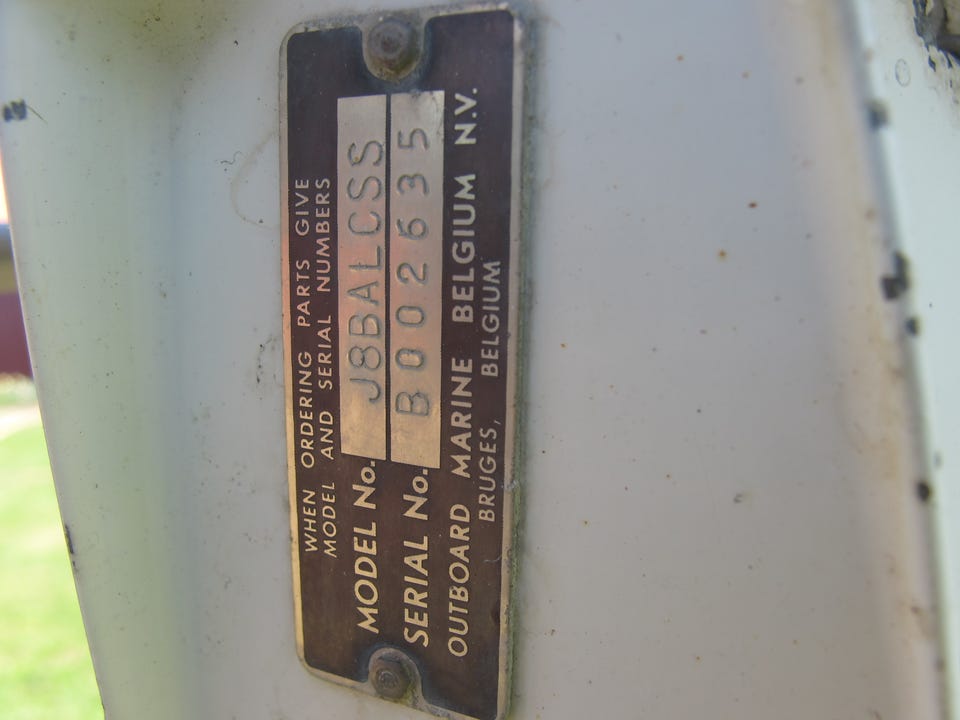 WHEN ORDERING PARTS GIVE
MODEL AND SERIAL NUMBERS
MODEL No. J8BALCSS
SERIAL No. B002635
OUTBOARD MARINE BELGIUM N.V.
BRUGES, BELGIUM